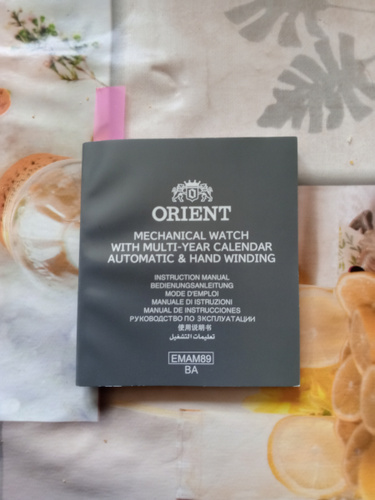 ORIENT
MECHANICAL WATCH
WITH MULTI-YEAR CALENDAR
AUTOMATIC & HAND WINDING
INSTRUCTION MANUAL
BEDIENUNGSANLEITUNG
MODE D'EMPLOI
MANUALE DI ISTRUZIONI
MANUAL DE INSTRUCCIONES
РУКОВОДСТВО ПО ЭКСПЛУАТАЦИИ
使用说明书
تعليمات التشغيل
EMAM89
BA